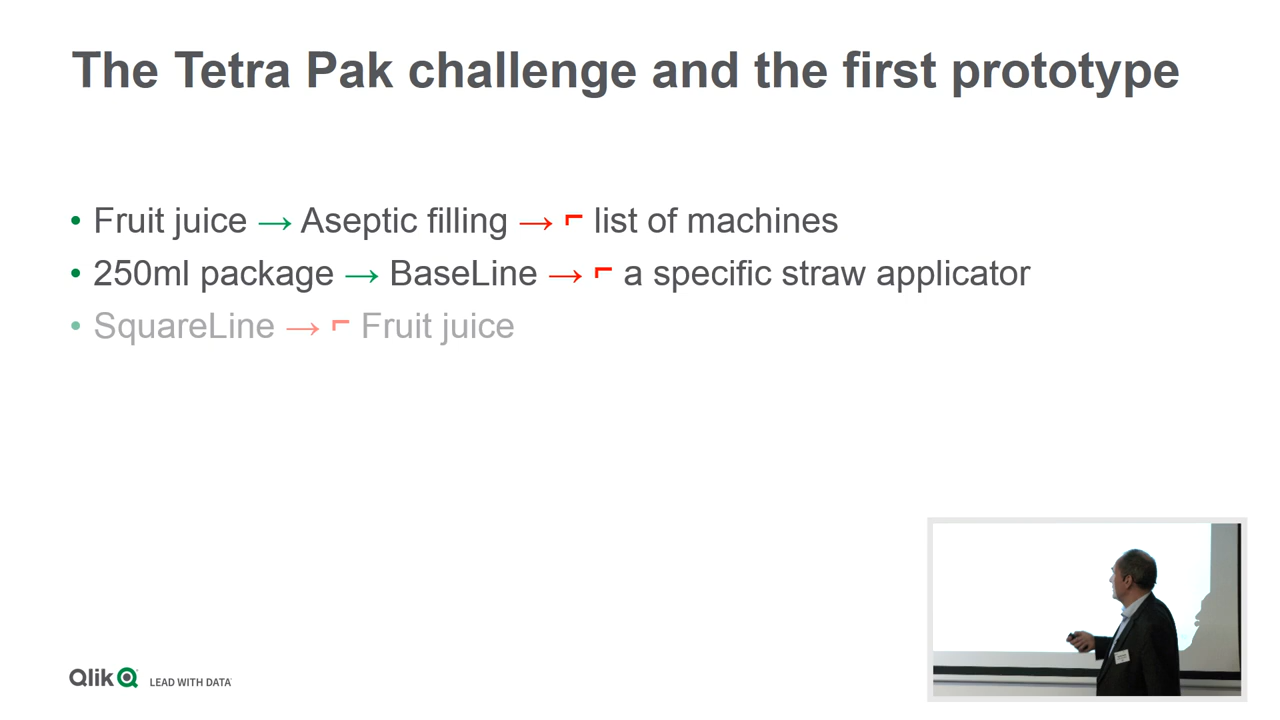 The Tetra Pak challenge and the first prototype
• Fruit juice → Aseptic filling → ⌐ list of machines
• 250ml package → BaseLine → ⌐ a specific straw applicator
• SquareLine → ⌐ Fruit juice
Qlik LEAD WITH DATA